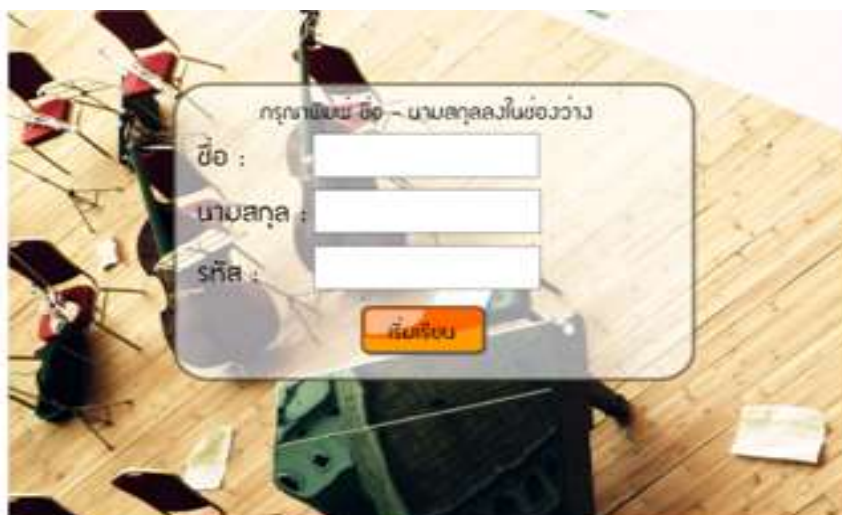 กรุณาพิมพ์ ชื่อ - นามสกุลลงในช่องว่าง
ชื่อ :
นามสกุล :
รหัส :
เริ่มเรียน